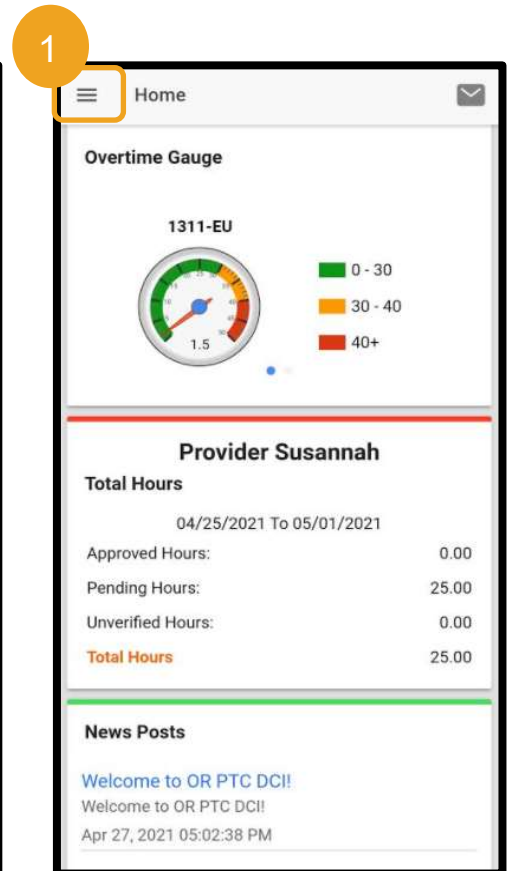 1
Home
Overtime Gauge
1311-EU
0 - 30
30 - 40
40+
1.5
Provider Susannah
Total Hours
04/25/2021 To 05/01/2021
Approved Hours: 0.00
Pending Hours: 25.00
Unverified Hours: 0.00
Total Hours 25.00
News Posts
Welcome to OR PTC DCI!
Welcome to OR PTC DCI!
Apr 27, 2021 05:02:38 PM